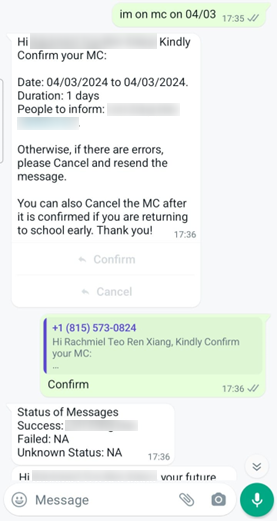 im on mc on 04/03 17:35
Hi Kindly
Confirm your MC:
Date: 04/03/2024 to 04/03/2024.
Duration: 1 days
People to inform:
Otherwise, if there are errors,
please Cancel and resend the
message.
You can also Cancel the MC after
it is confirmed if you are returning
to school early. Thank you!
17:36
Confirm
Cancel
+1 (815) 573-0824
Hi Rachmiel Teo Ren Xiang, Kindly Confirm
your MC:
...
Confirm
17:36
Status of Messages
Success:
Failed: NA
Unknown Status: NA 17:36
Hi your future
Message